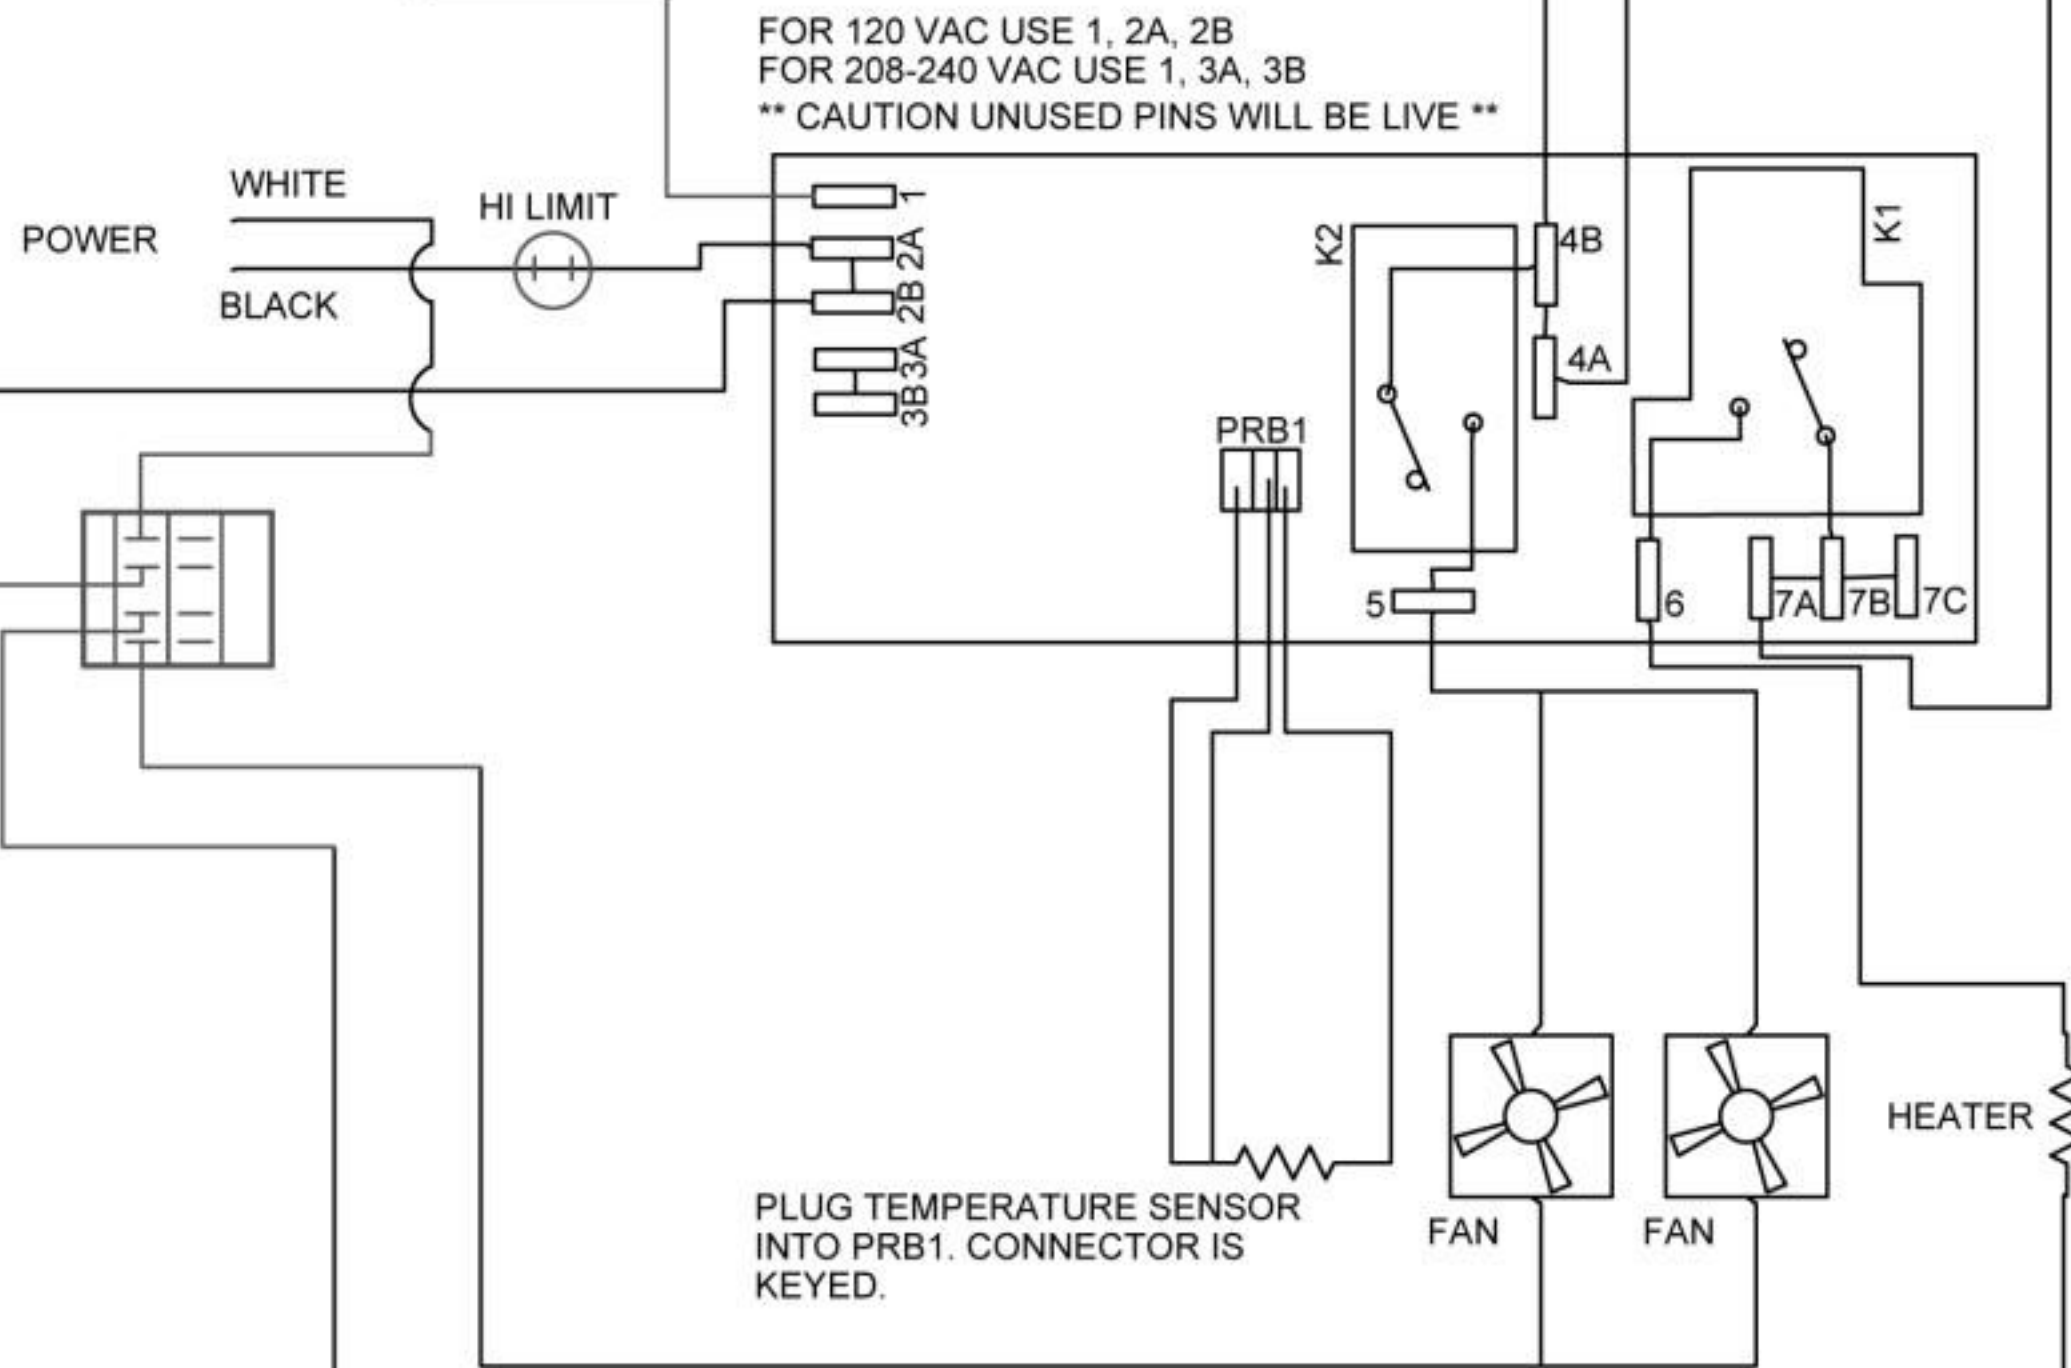 FOR 120 VAC USE 1, 2A, 2B
FOR 208-240 VAC USE 1, 3A, 3B
** CAUTION UNUSED PINS WILL BE LIVE **
POWER
WHITE
BLACK
HI LIMIT
1
2A
2B
3A
3B
K2
4B
4A
K1
PRB1
5
6
7A
7B
7C
PLUG TEMPERATURE SENSOR
INTO PRB1. CONNECTOR IS
KEYED.
FAN
FAN
HEATER